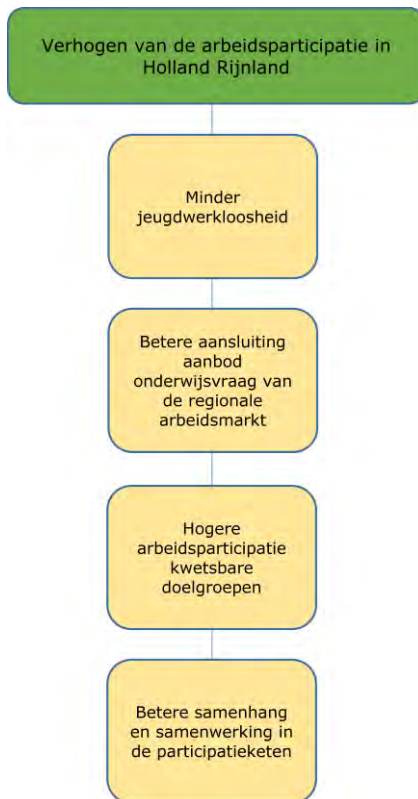 Verhogen van de arbeidsparticipatie in
Holland Rijnland
Minder
jeugdwerkloosheid
Betere aansluiting
aanbod
onderwijsvraag van
de regionale
arbeidsmarkt
Hogere
arbeidsparticipatie
kwetsbare
doelgroepen
Betere samenhang
en samenwerking in
de participatieketen